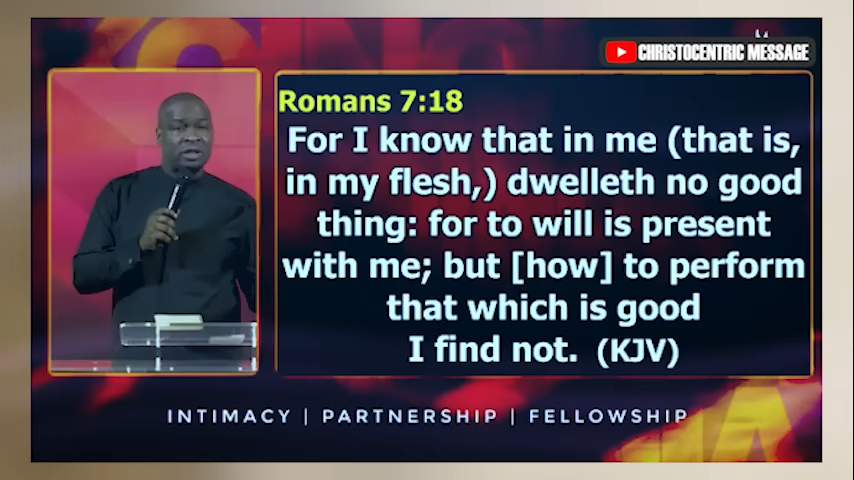 CHRISTOCENTRIC MESSAGE
Romans 7:18
For I know that in me (that is,
in my flesh,) dwelleth no good
thing: for to will is present
with me; but [how] to perform
that which is good
I find not. (KJV)
INTIMACY | PARTNERSHIP | FELLOWSHIP